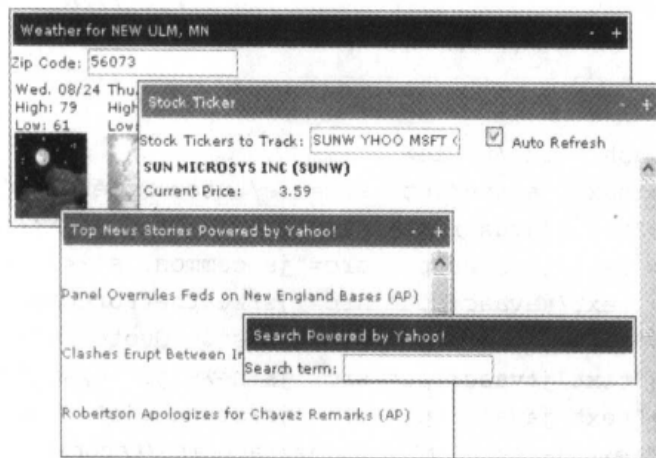 Weather for NEW ULM, MN - +
Zip Code: 56073
Wed. 08/24 Thu.
High: 79 High
Low: 61 Low:
Stock Ticker - +
Stock Tickers to Track: SUNW YHOO MSFT
Auto Refresh
SUN MICROSYS INC (SUNW)
Current Price: 3.59
Top News Stories Powered by Yahoo! - +
Panel Overrules Feds on New England Bases (AP)
Clashes Erupt Between
Robertson Apologizes for Chavez Remarks (AP)
Search Powered by Yahoo!
Search term: